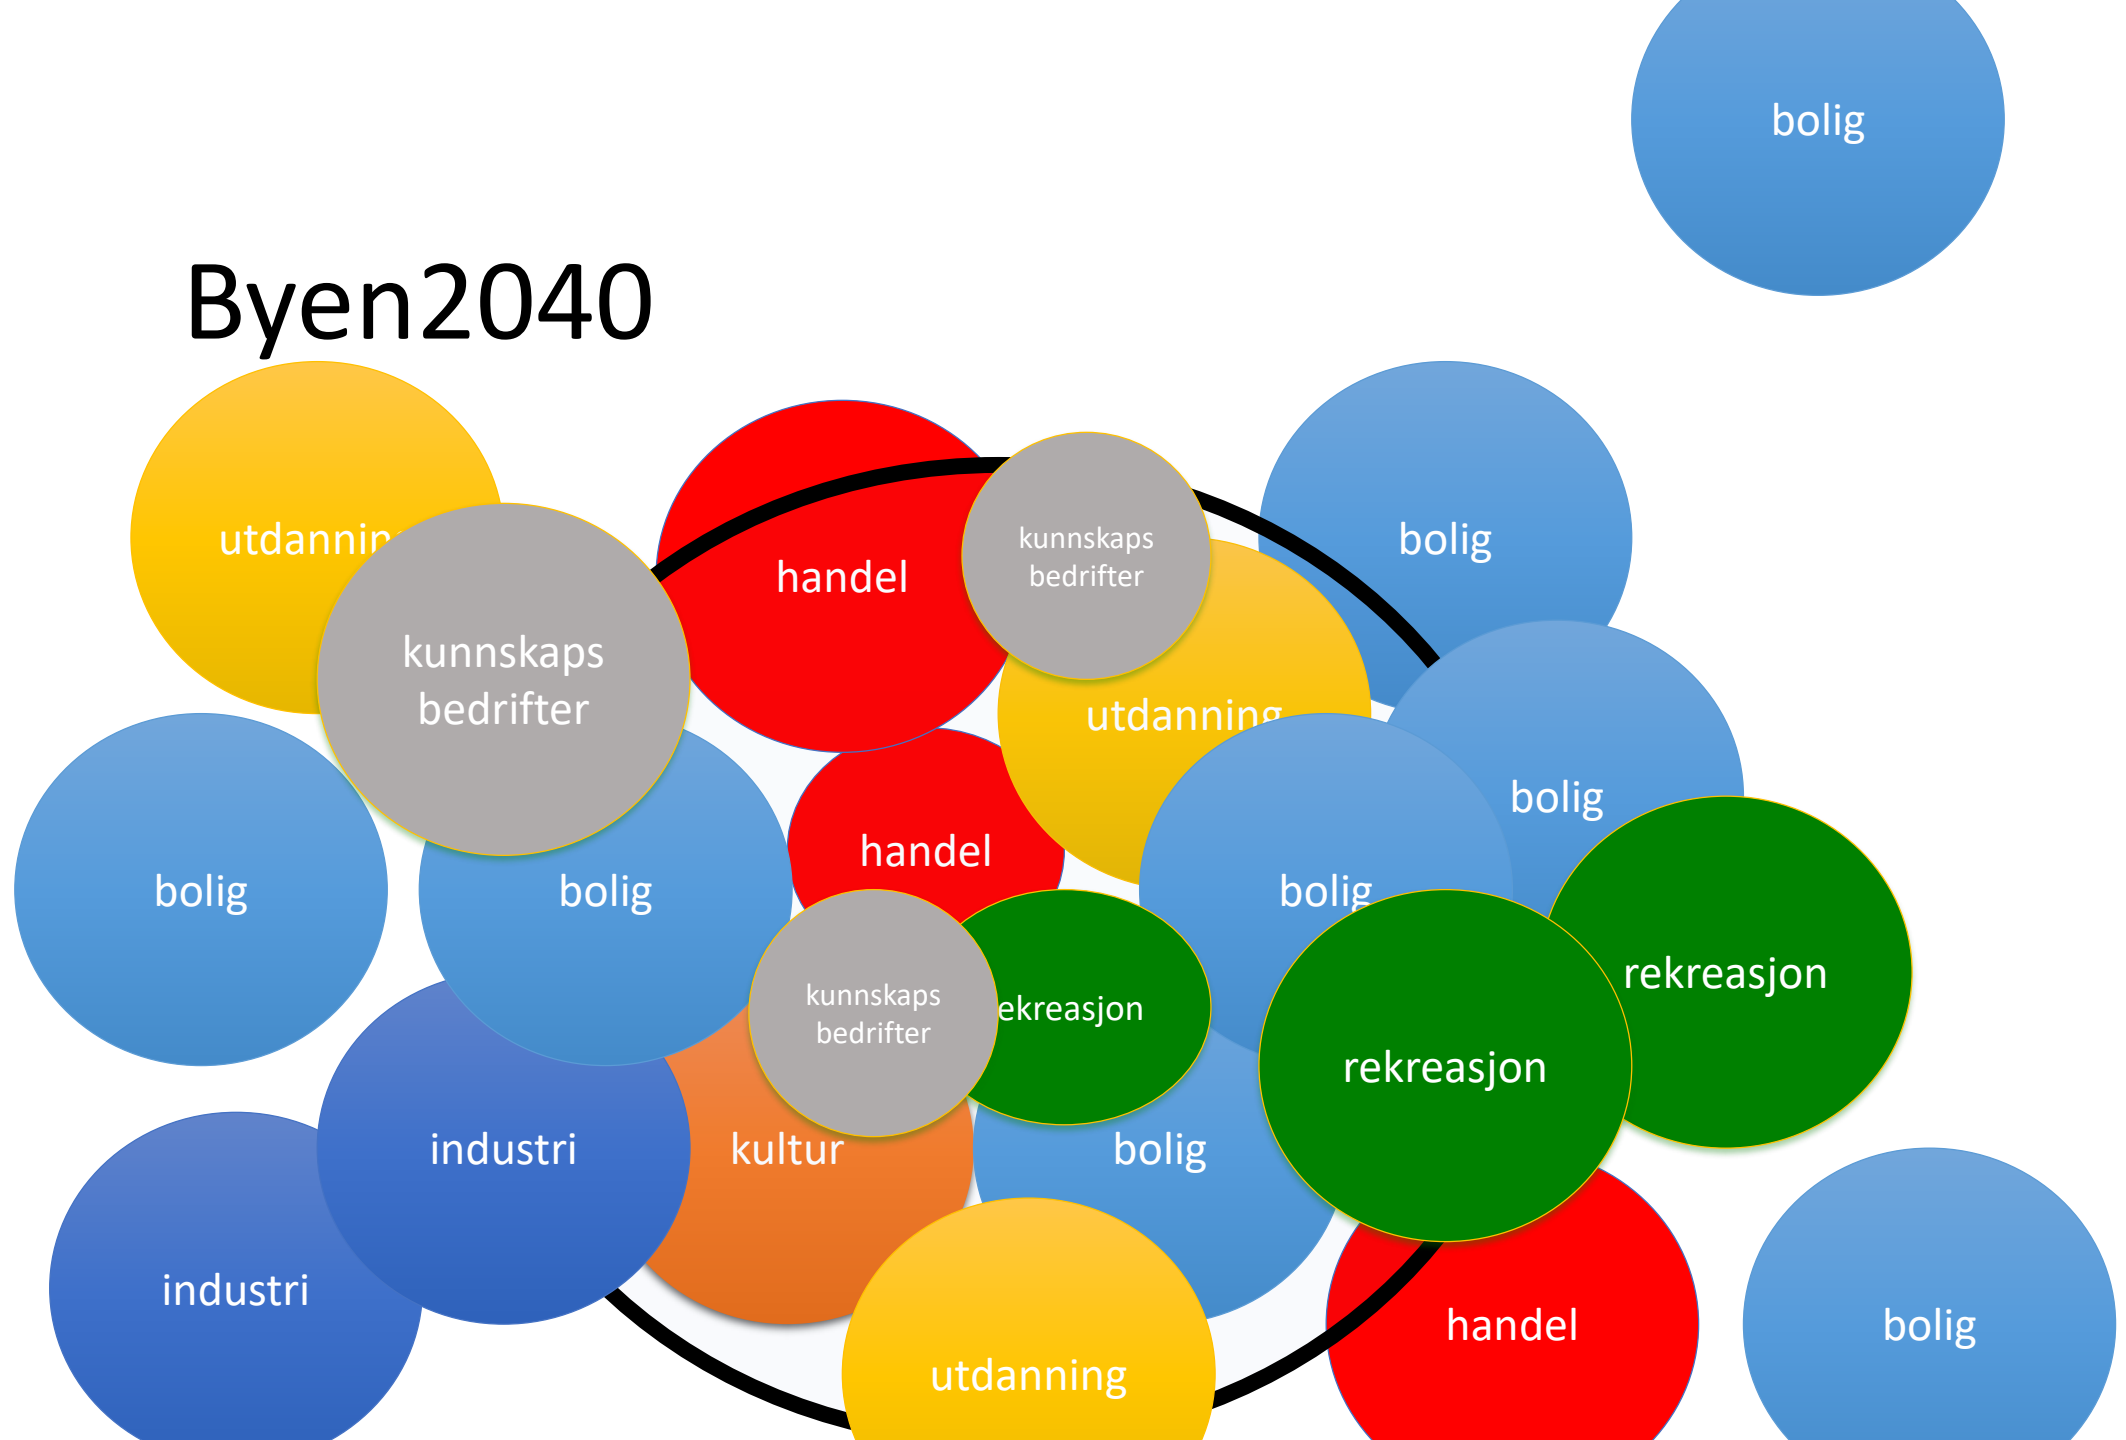 bolig
Byen2040
utdannin
handel
kunnskaps
bedrifter
bolig
kunnskaps
bedrifter
utdanning
bolig
handel
bolig
bolig
bolig
rekreasjon
kunnskaps
bedrifter
ekreasjon
rekreasjon
industri
kultur
bolig
industri
utdanning
handel
bolig